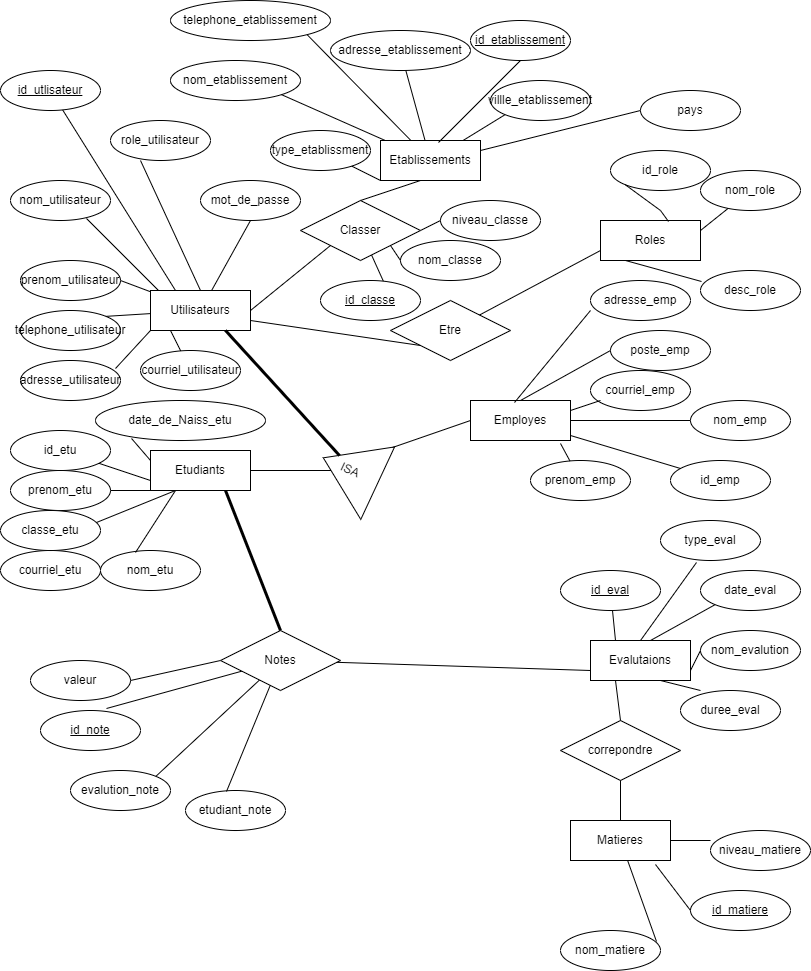 telephone_etablissement
adresse_etablissement
id_etablissement
nom_etablissement
villle_etablissement
id_utlisateur
pays
role_utilisateur
type_etablissment
Etablissements
id_role
nom_role
nom_utilisateur
mot_de_passe
niveau_classe
Classer
Roles
nom_classe
prenom_utilisateur
desc_role
id_classe
adresse_emp
Utilisateurs
telephone_utilisateur
Etre
poste_emp
courriel_utilisateur
adresse_utilisateur
courriel_emp
date_de_Naiss_etu
Employes
nom_emp
id_etu
Etudiants
ISA
prenom_emp
id_emp
prenom_etu
classe_etu
type_eval
courriel_etu
nom_etu
id_eval
date_eval
nom_evalution
Notes
Evalutaions
valeur
duree_eval
id_note
correpondre
evalution_note
etudiant_note
Matieres
niveau_matiere
id_matiere
nom_matiere